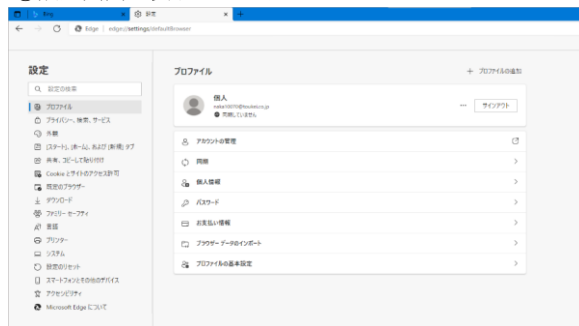 Bing
設定
Edge | edge://settings/defaultBrowser
設定
設定の検索
プロファイル
プライバシー、検索、サービス
外観
[スタート]、[ホーム]、および [新規] タブ
共有、コピーして貼り付け
Cookie とサイトのアクセス許可
既定のブラウザー
ダウンロード
ファミリー セーフティ
言語
プリンター
システム
設定のリセット
スマートフォンとその他のデバイス
アクセシビリティ
Microsoft Edge について
プロファイル
プロファイルの追加
個人
同期していません
サインアウト
アカウントの管理
同期
個人情報
パスワード
お支払い情報
ブラウザー データのインポート
プロファイルの基本設定